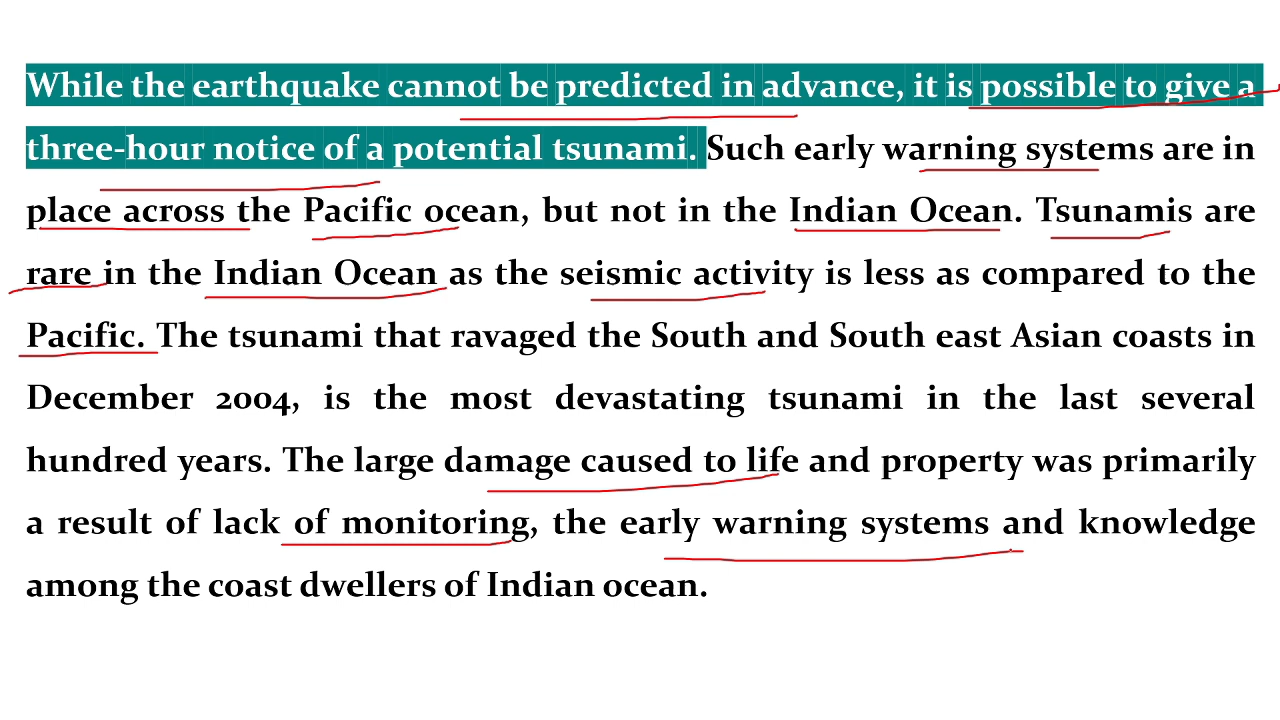 While the earthquake cannot be predicted in advance, it is possible to give a
three-hour notice of a potential tsunami. Such early warning systems are in
place across the Pacific ocean, but not in the Indian Ocean. Tsunamis are
rare in the Indian Ocean as the seismic activity is less as compared to the
Pacific. The tsunami that ravaged the South and South east Asian coasts in
December 2004, is the most devastating tsunami in the last several
hundred years. The large damage caused to life and property was primarily
a result of lack of monitoring, the early warning systems and knowledge
among the coast dwellers of Indian ocean.